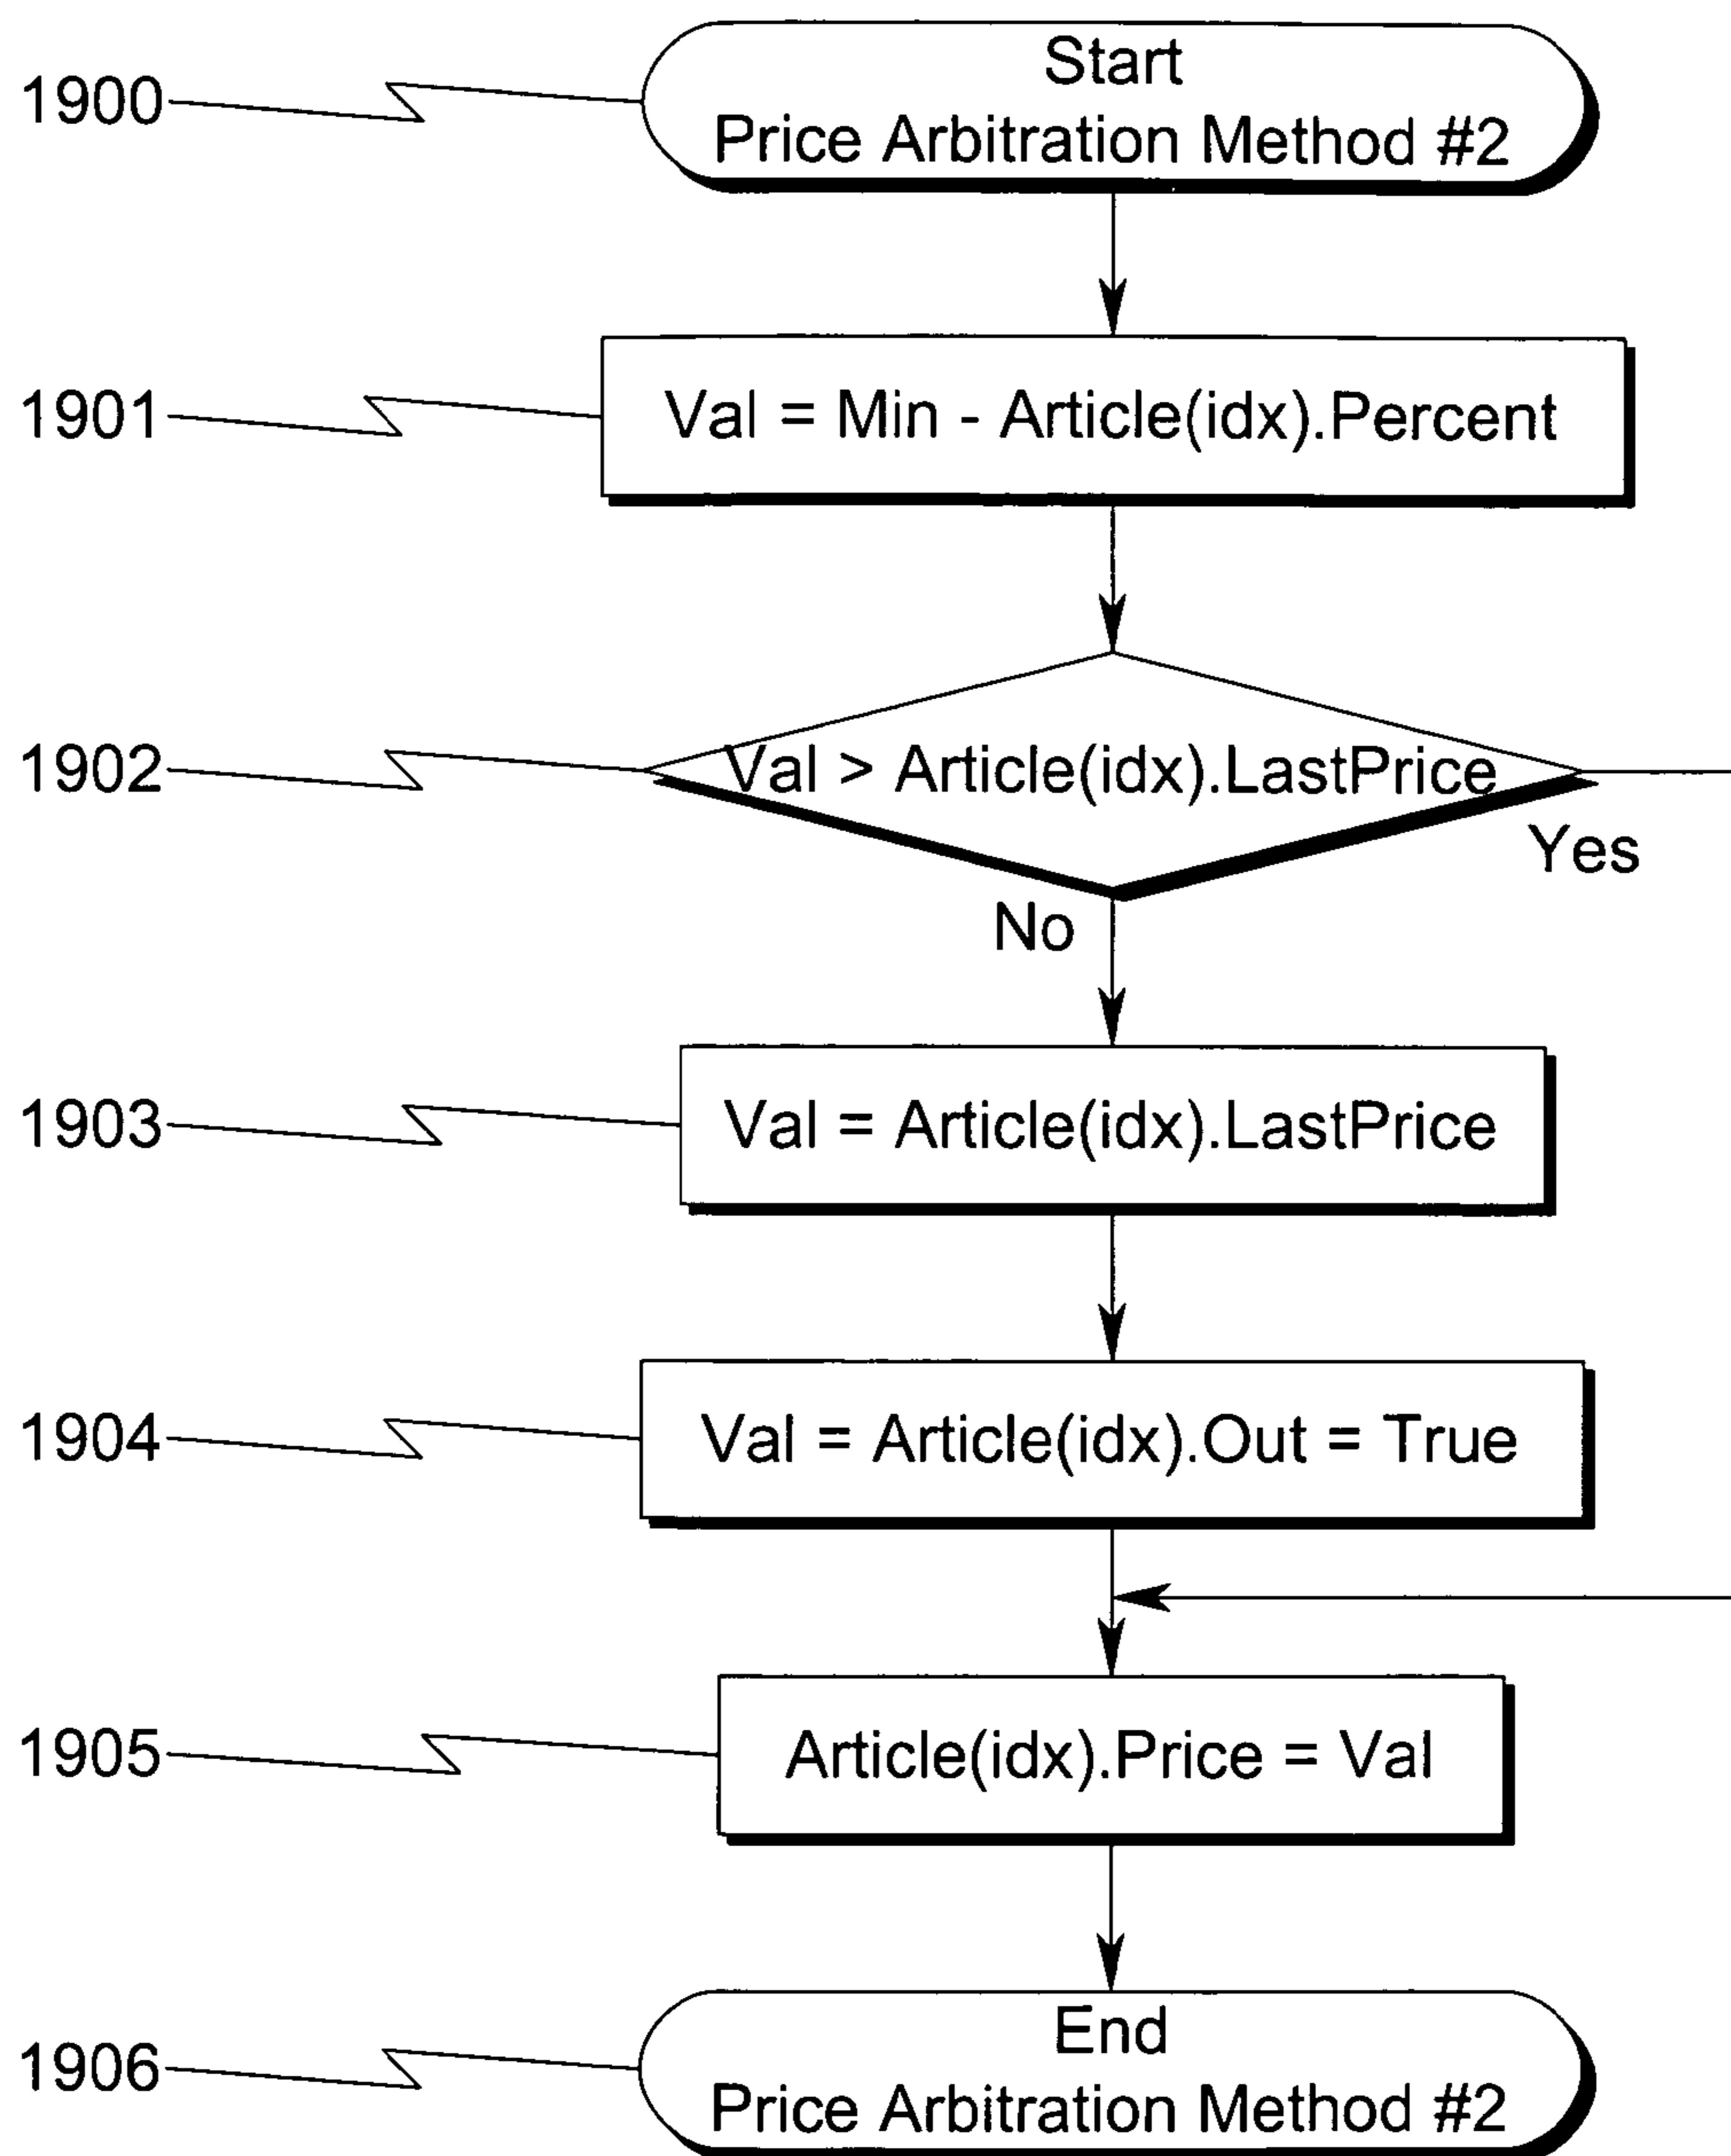 1900
Start
Price Arbitration Method #2
1901
Val = Min - Article(idx).Percent
1902
Val > Article(idx).LastPrice
Yes
No
1903
Val = Article(idx).LastPrice
1904
Val = Article(idx).Out = True
1905
Article(idx).Price = Val
1906
End
Price Arbitration Method #2